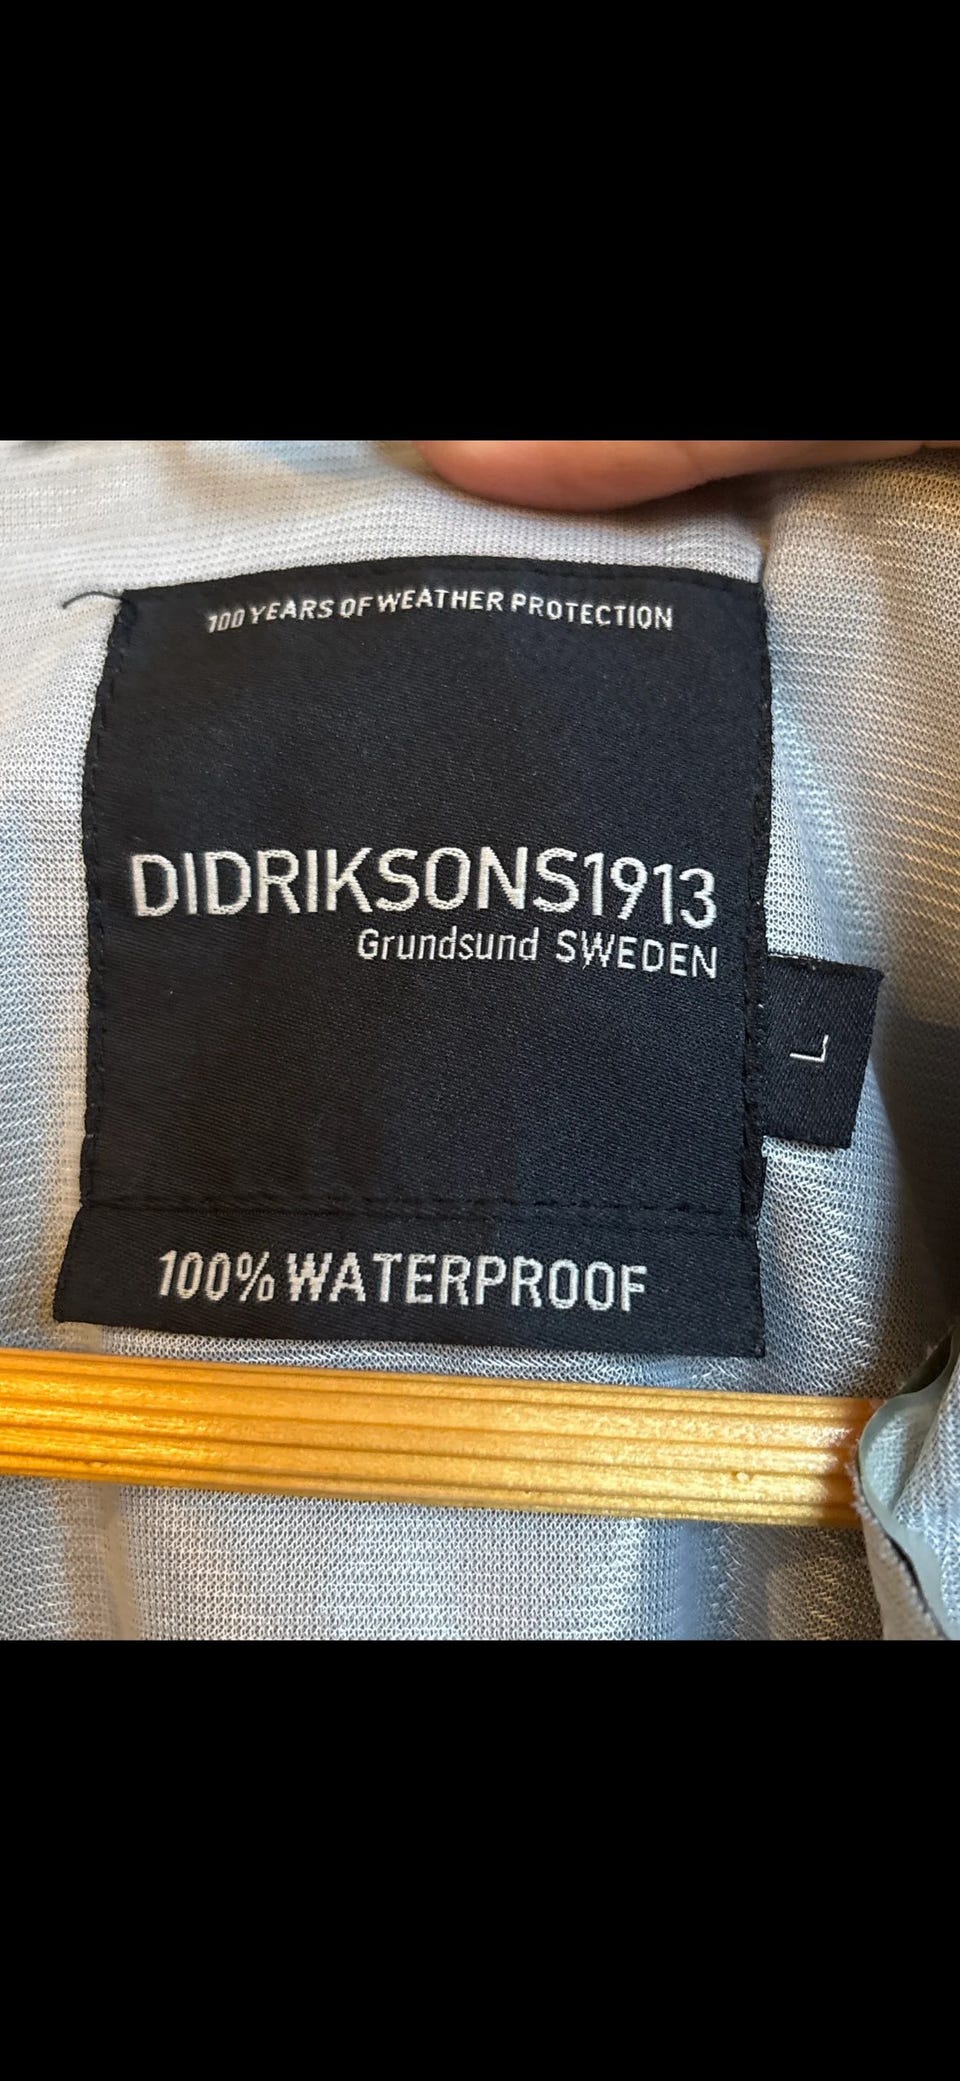 100 YEARS OF WEATHER PROTECTION
DIDRIKSONS1913
Grundsund SWEDEN
L
100% WATERPROOF